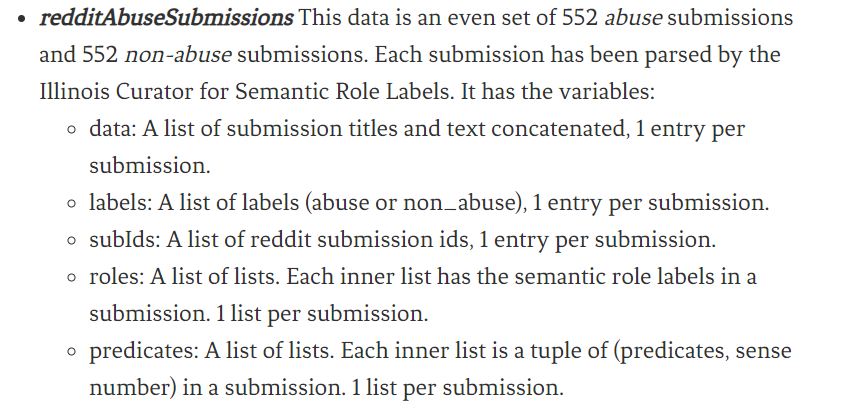 • redditAbuseSubmissions This data is an even set of 552 abuse submissions
and 552 non-abuse submissions. Each submission has been parsed by the
Illinois Curator for Semantic Role Labels. It has the variables:
◦ data: A list of submission titles and text concatenated, 1 entry per
submission.
◦ labels: A list of labels (abuse or non_abuse), 1 entry per submission.
◦ subIds: A list of reddit submission ids, 1 entry per submission.
◦ roles: A list of lists. Each inner list has the semantic role labels in a
submission. 1 list per submission.
◦ predicates: A list of lists. Each inner list is a tuple of (predicates, sense
number) in a submission. 1 list per submission.